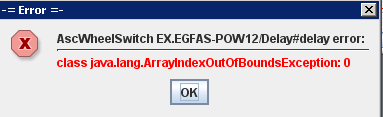 -= Error =-
AscWheelSwitch EX.EGFAS-POW12/Delay#delay error:
class java.lang.ArrayIndexOutOfBoundsException: 0
OK